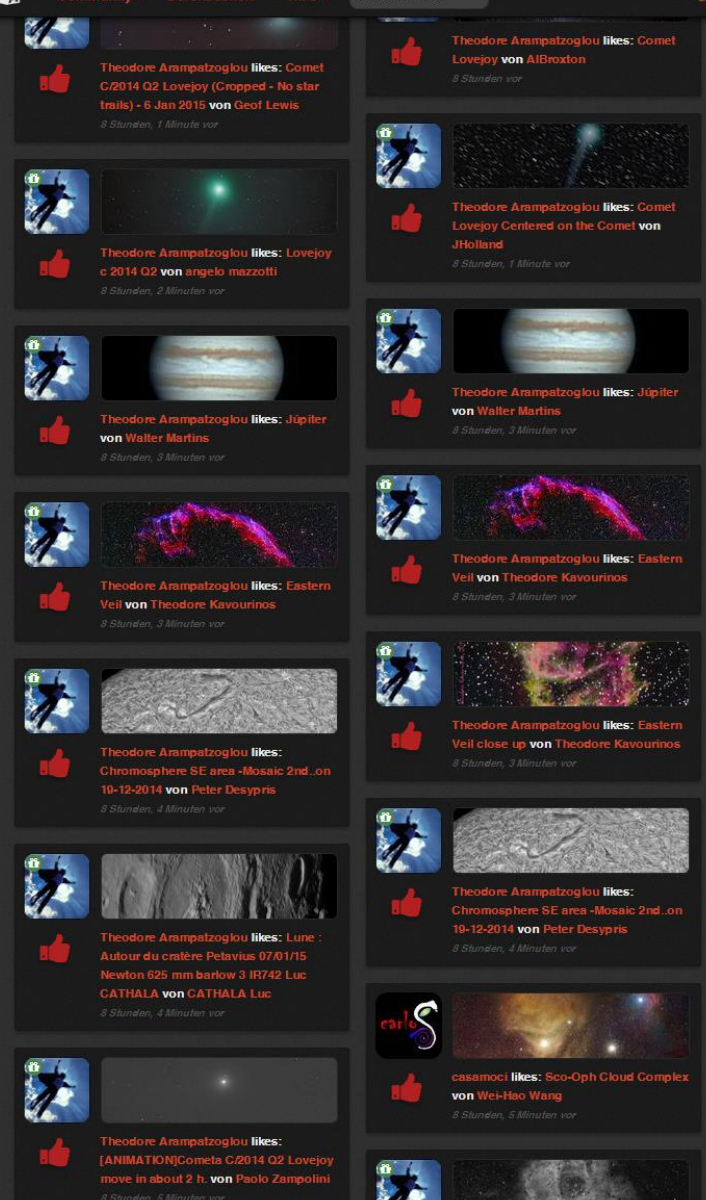 Theodore Arampatzoglou likes: Comet
C/2014 Q2 Lovejoy (Cropped - No star
trails) - 6 Jan 2015 von Geof Lewis
8 Stunden, 1 Minute vor
Theodore Arampatzoglou likes: Lovejoy
c 2014 Q2 von angelo mazzotti
8 Stunden, 2 Minuten vor
Theodore Arampatzoglou likes: Júpiter
von Walter Martins
8 Stunden, 3 Minuten vor
Theodore Arampatzoglou likes: Eastern
Veil von Theodore Kavourinos
8 Stunden, 3 Minuten vor
Theodore Arampatzoglou likes:
Chromosphere SE area -Mosaic 2nd..on
19-12-2014 von Peter Desypris
8 Stunden, 4 Minuten vor
Theodore Arampatzoglou likes: Lune :
Autour du cratère Petavius 07/01/15
Newton 625 mm barlow 3 IR742 Luc
CATHALA von CATHALA Luc
8 Stunden, 4 Minuten vor
Theodore Arampatzoglou likes:
[ANIMATION]Cometa C/2014 Q2 Lovejoy
move in about 2 h. von Paolo Zampolini
8 Stunden, 5 Minuten vor
Theodore Arampatzoglou likes: Comet
Lovejoy von AlBroxton
8 Stunden vor
Theodore Arampatzoglou likes: Comet
Lovejoy Centered on the Comet von
JHolland
8 Stunden, 1 Minute vor
Theodore Arampatzoglou likes: Júpiter
von Walter Martins
8 Stunden, 3 Minuten vor
Theodore Arampatzoglou likes: Eastern
Veil von Theodore Kavourinos
8 Stunden, 3 Minuten vor
Theodore Arampatzoglou likes: Eastern
Veil close up von Theodore Kavourinos
8 Stunden, 3 Minuten vor
Theodore Arampatzoglou likes:
Chromosphere SE area -Mosaic 2nd..on
19-12-2014 von Peter Desypris
8 Stunden, 4 Minuten vor
carlos
casamoci likes: Sco-Oph Cloud Complex
von Wei-Hao Wang
8 Stunden, 5 Minuten vor